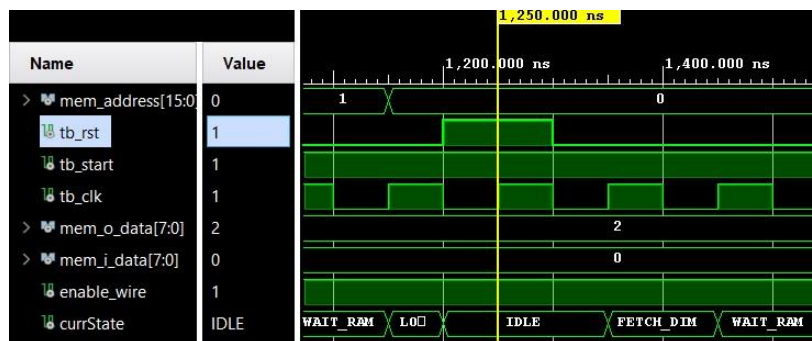 1,250.000 ns
Name Value 1,200.000 ns 1,400.000 ns
mem_address[15:0] 0 1 0
tb_rst 1
tb_start 1
tb_clk 1
mem_o_data[7:0] 2 2
mem_i_data[7:0] 0 0
enable_wire 1
currState IDLE WAIT_RAM LO□ IDLE FETCH_DIM WAIT_RAM